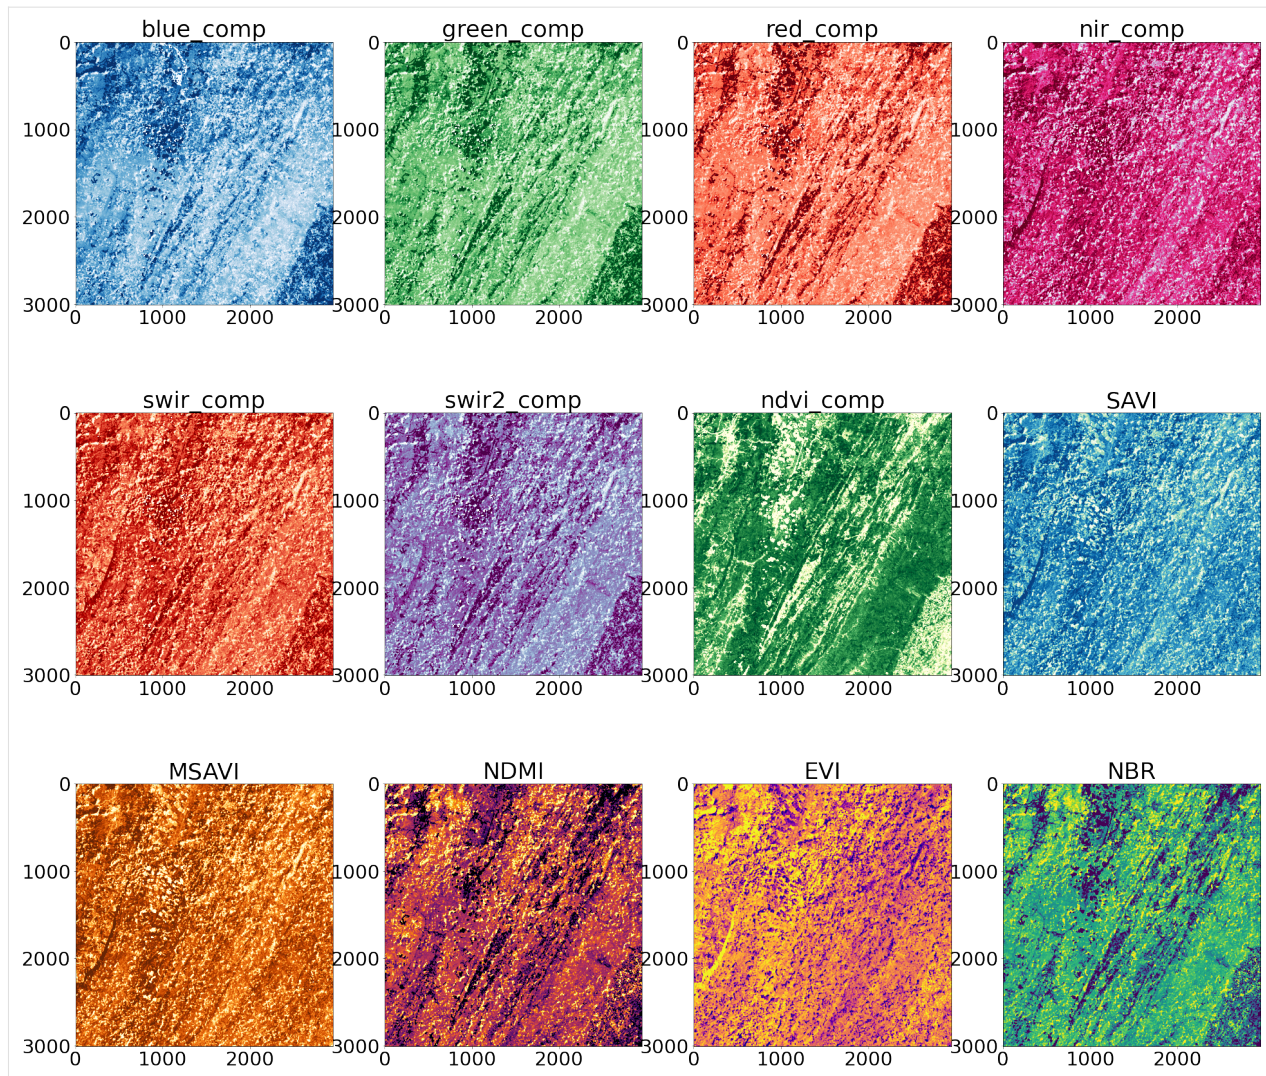 blue_comp green_comp red_comp nir_comp
0 0 0 0
1000 1000 1000 1000
2000 2000 2000 2000
3000 3000 3000 3000
0 1000 2000 0 1000 2000 0 1000 2000 0 1000 2000
swir_comp swir2_comp ndvi_comp SAVI
0 0 0 0
1000 1000 1000 1000
2000 2000 2000 2000
3000 3000 3000 3000
0 1000 2000 0 1000 2000 0 1000 2000 0 1000 2000
MSAVI NDMI EVI NBR
0 0 0 0
1000 1000 1000 1000
2000 2000 2000 2000
3000 3000 3000 3000
0 1000 2000 0 1000 2000 0 1000 2000 0 1000 2000